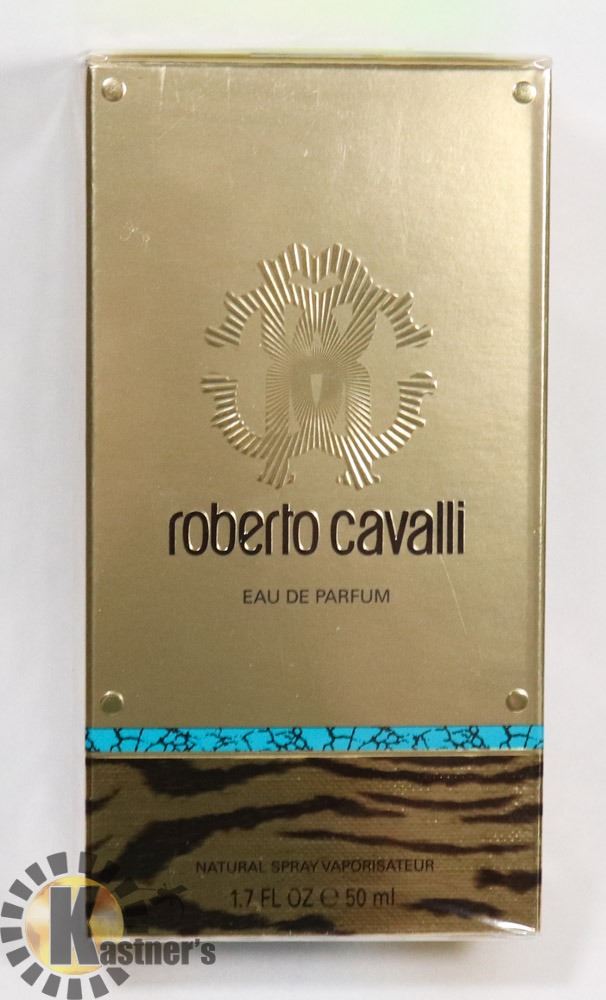 roberto cavalli
EAU DE PARFUM
NATURAL SPRAY VAPORISATEUR
1.7 FL OZ ℮ 50 ml
Kastner's